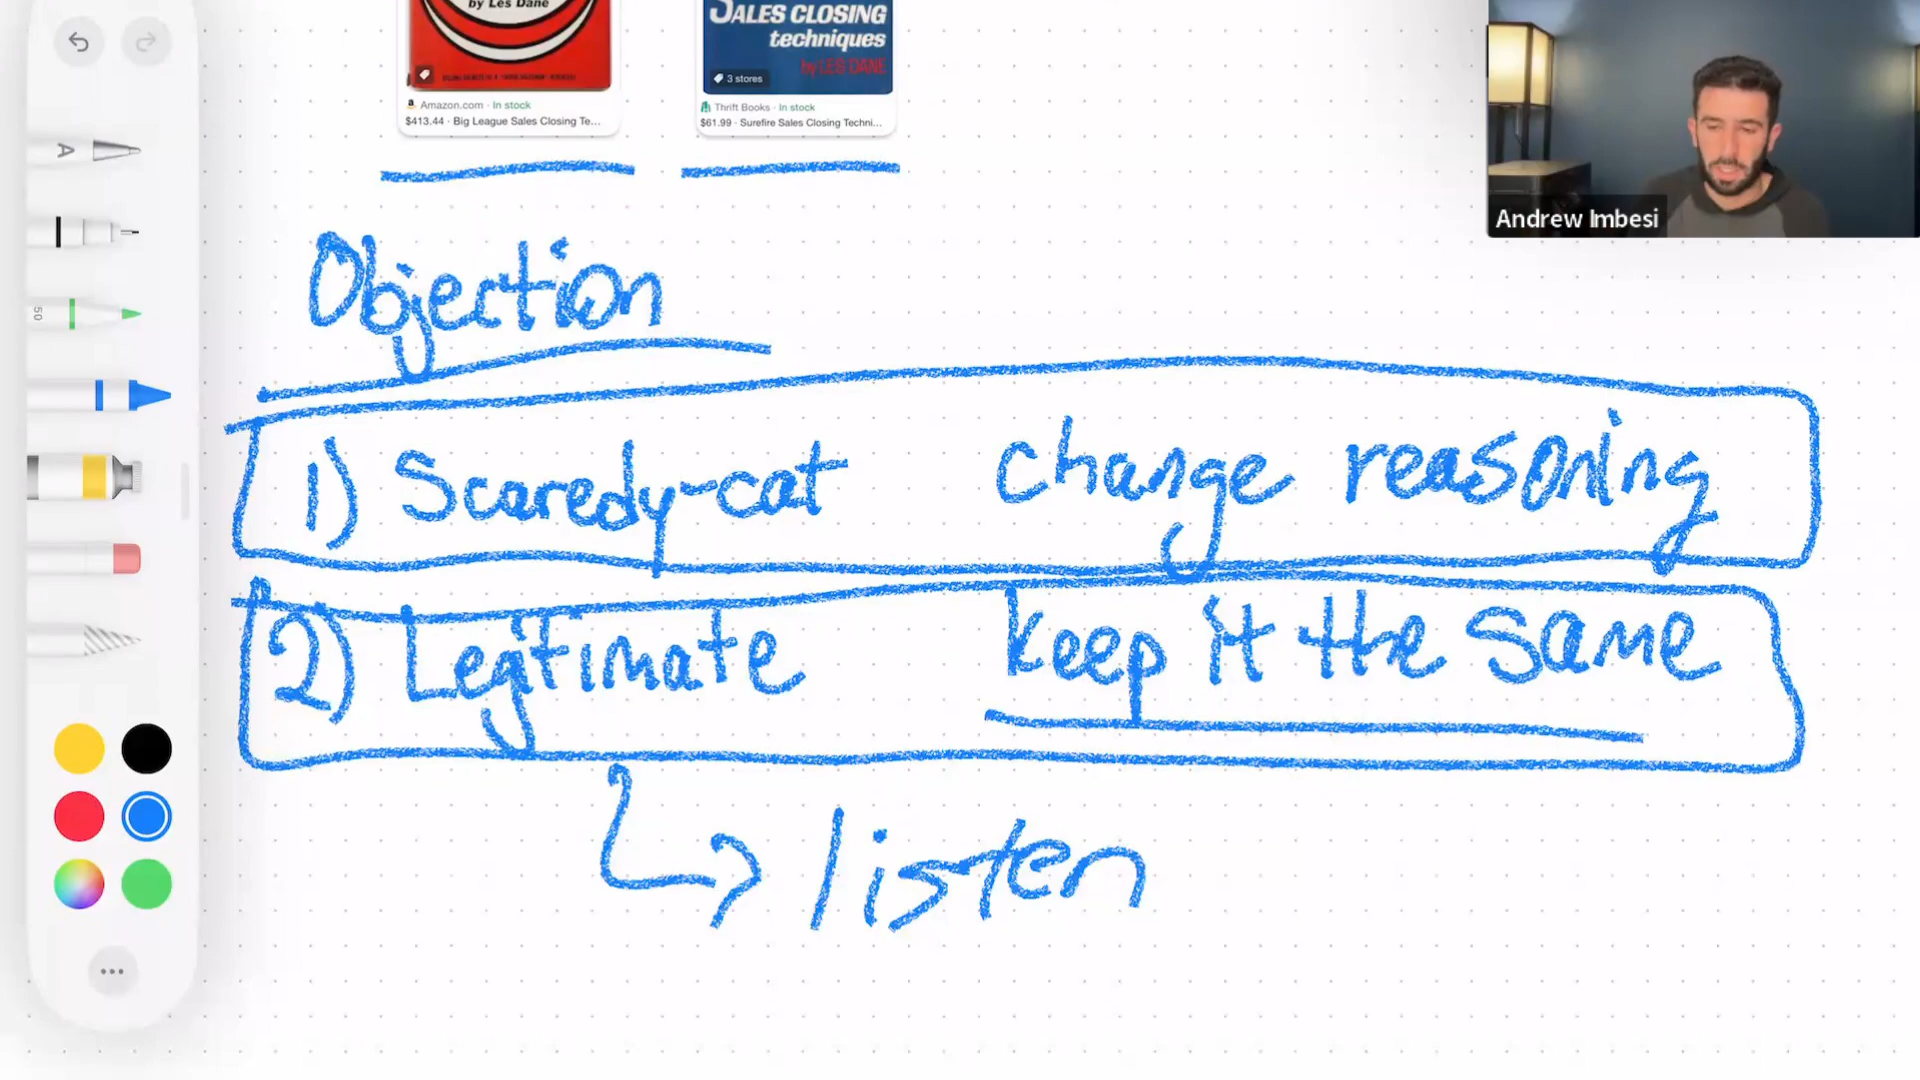 by Les Dane
SALES CLOSING
techniques
by LES DANE
3 stores
Amazon.com · In stock
$413.44 · Big League Sales Closing Te...
Thrift Books · In stock
$61.99 · Surefire Sales Closing Techni...
Andrew Imbesi
A
50
Objection
1) Scaredy-cat change reasoning
2) Legitimate keep it the same
listen